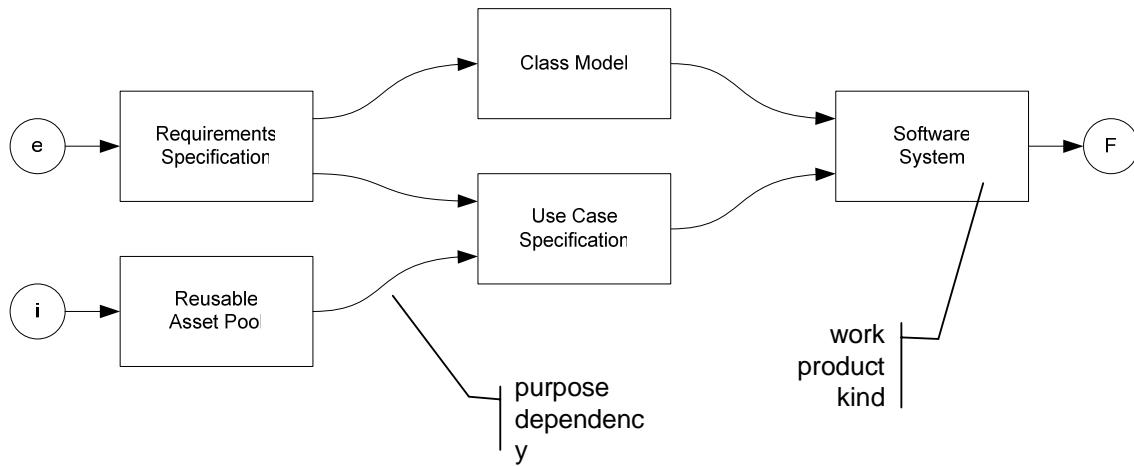 Class Model
e
Requirements
Specification
Software
System
F
Use Case
Specification
i
Reusable
Asset Pool
work
product
kind
purpose
dependenc
y